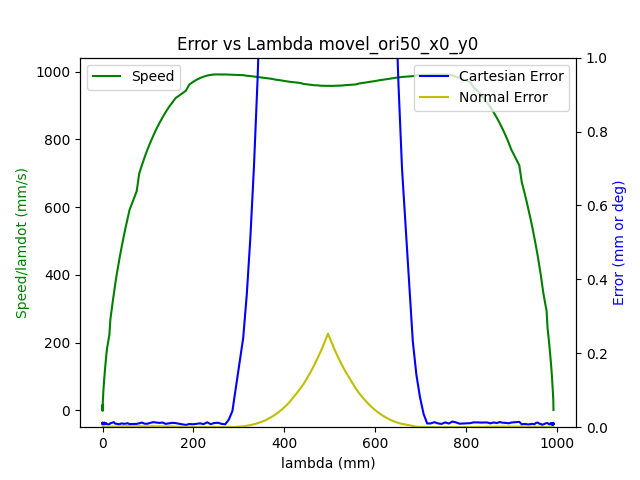 Error vs Lambda movel_ori50_x0_y0
Speed
Cartesian Error
Normal Error
Speed/lamdot (mm/s)
1000
800
600
400
200
0
1.0
0.8
0.6
0.4
0.2
0.0
Error (mm or deg)
0
200
400
600
800
1000
lambda (mm)